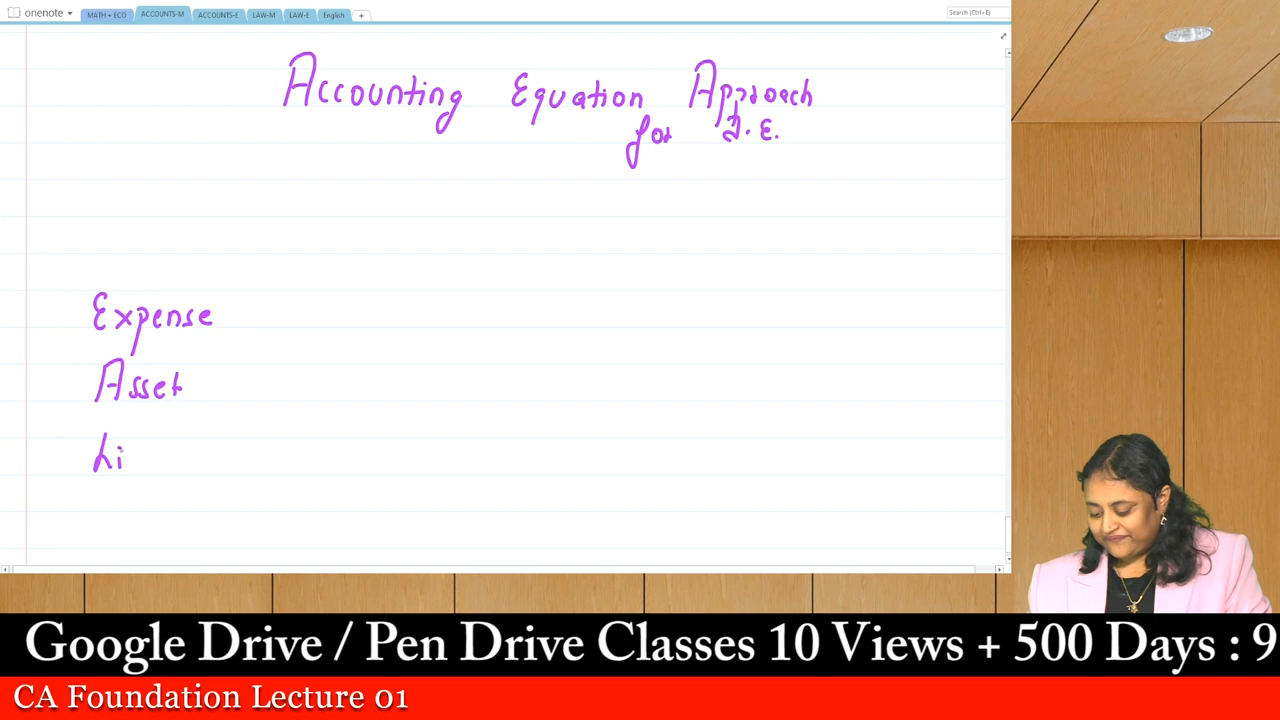 onenote
MATH + ECO
ACCOUNTS-M
ACCOUNTS-E
LAW-M
LAW-E
English
Search (Ctrl+E)
Accounting Equation Approach
for J. E.
Expense
Asset
Li
Google Drive / Pen Drive Classes 10 Views + 500 Days : 9
CA Foundation Lecture 01